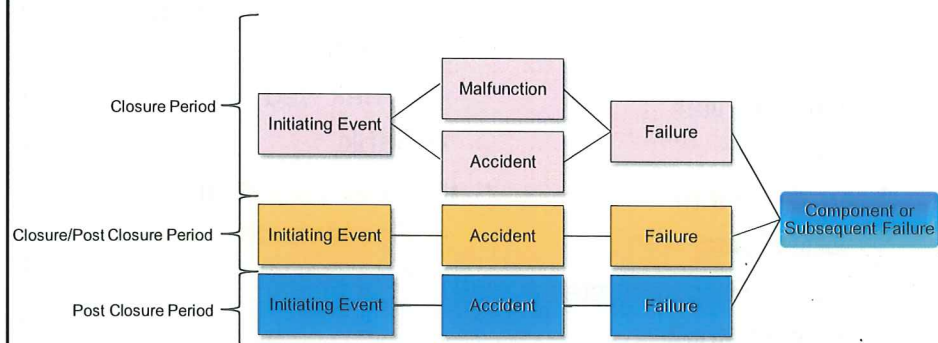 Closure Period
Initiating Event
Malfunction
Accident
Failure
Closure/Post Closure Period
Initiating Event
Accident
Failure
Component or
Subsequent Failure
Post Closure Period
Initiating Event
Accident
Failure